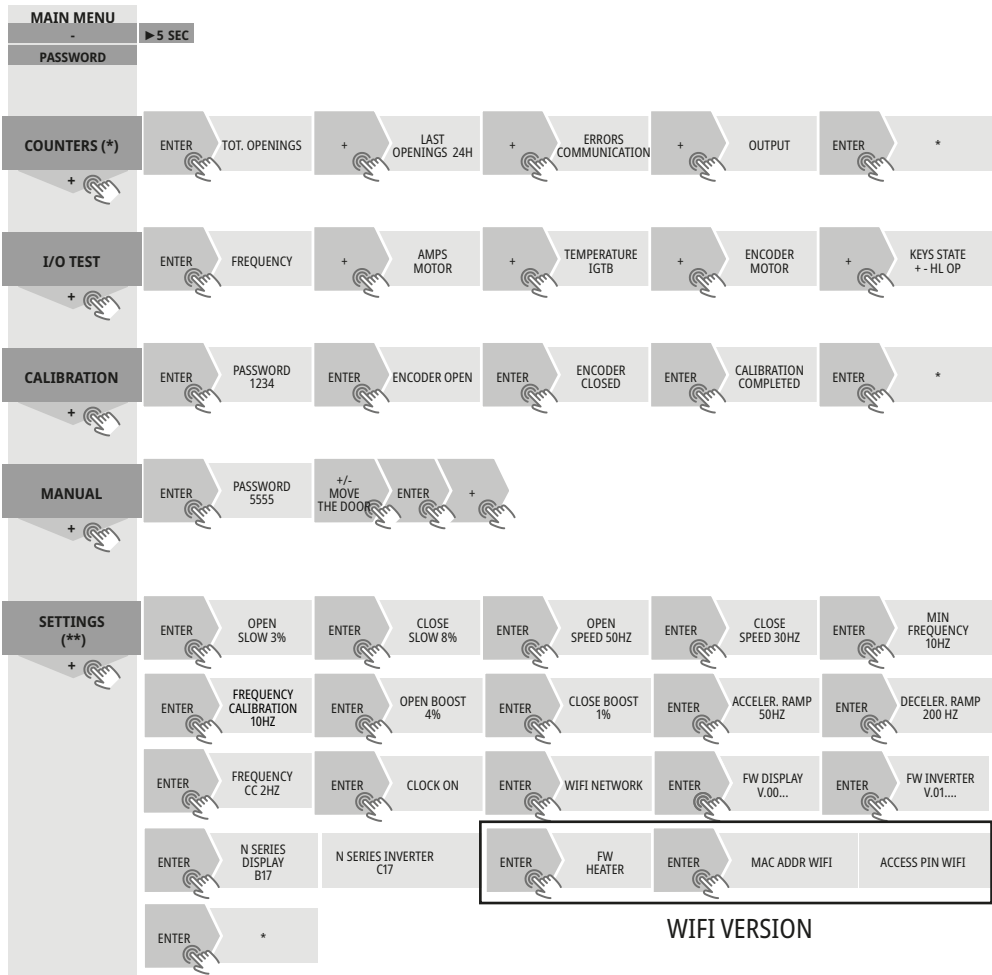 MAIN MENU
-
►5 SEC
PASSWORD
COUNTERS (*)
+
ENTER
TOT. OPENINGS
+
LAST
OPENINGS 24H
+
ERRORS
COMMUNICATION
+
OUTPUT
ENTER
*
I/O TEST
+
ENTER
FREQUENCY
+
AMPS
MOTOR
+
TEMPERATURE
IGTB
+
ENCODER
MOTOR
+
KEYS STATE
+ - HL OP
CALIBRATION
+
ENTER
PASSWORD
1234
ENTER
ENCODER OPEN
ENTER
ENCODER
CLOSED
ENTER
CALIBRATION
COMPLETED
ENTER
*
MANUAL
+
ENTER
PASSWORD
5555
+/-
MOVE
THE DOOR
ENTER
+
SETTINGS
(**)
+
ENTER
OPEN
SLOW 3%
ENTER
CLOSE
SLOW 8%
ENTER
OPEN
SPEED 50HZ
ENTER
CLOSE
SPEED 30HZ
ENTER
MIN
FREQUENCY
10HZ
ENTER
FREQUENCY
CALIBRATION
10HZ
ENTER
OPEN BOOST
4%
ENTER
CLOSE BOOST
1%
ENTER
ACCELER. RAMP
50HZ
ENTER
DECELER. RAMP
200 HZ
ENTER
FREQUENCY
CC 2HZ
ENTER
CLOCK ON
ENTER
WIFI NETWORK
ENTER
FW DISPLAY
V.00...
ENTER
FW INVERTER
V.01....
ENTER
N SERIES
DISPLAY
B17
N SERIES INVERTER
C17
ENTER
FW
HEATER
ENTER
MAC ADDR WIFI
ACCESS PIN WIFI
ENTER
*
WIFI VERSION